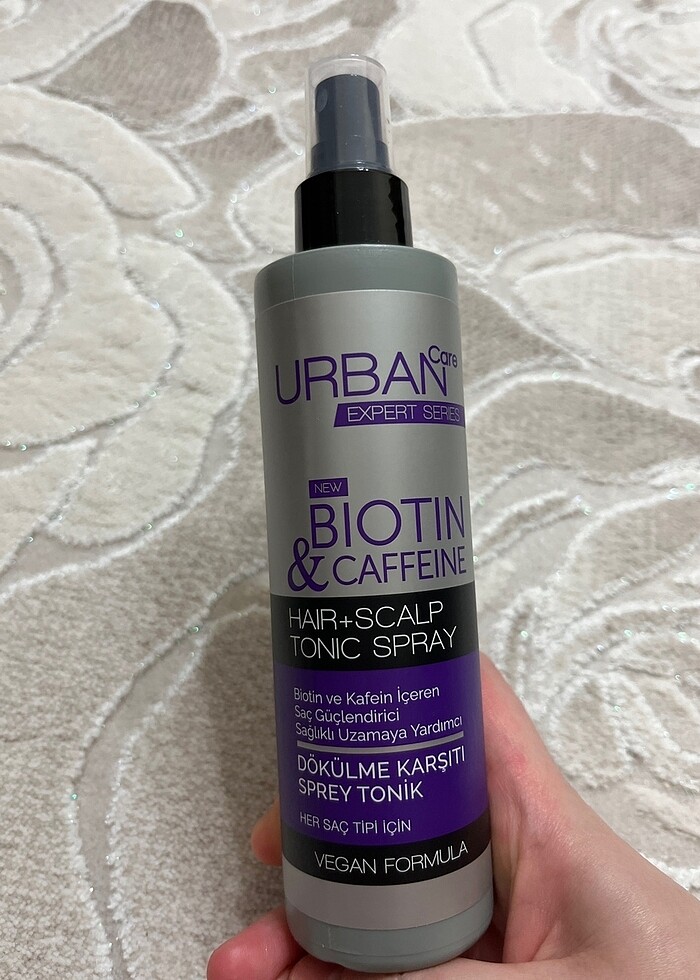 URBAN Care
EXPERT SERIES
NEW
BIOTIN
& CAFFEINE
HAIR+SCALP
TONIC SPRAY
Biotin ve Kafein İçeren
Saç Güçlendirici
Sağlıklı Uzamaya Yardımcı
DÖKÜLME KARŞITI
SPREY TONİK
HER SAÇ TİPİ İÇİN
VEGAN FORMULA